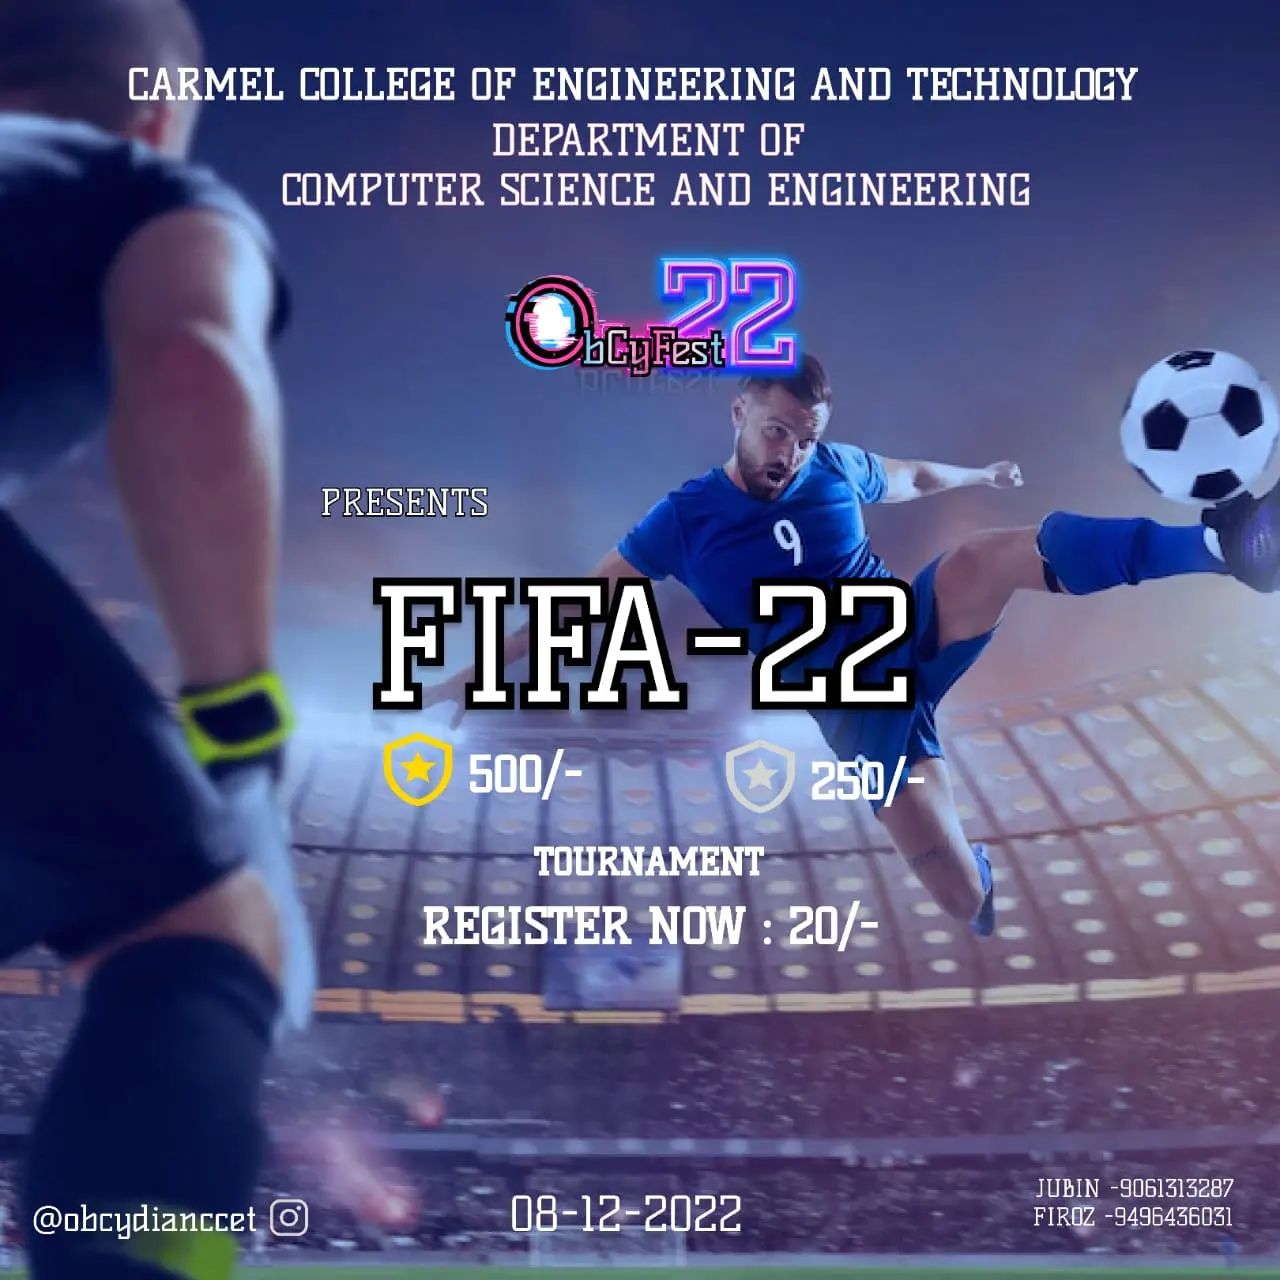 CARMEL COLLEGE OF ENGINEERING AND TECHNOLOGY
DEPARTMENT OF
COMPUTER SCIENCE AND ENGINEERING
ObCyFest 22
PRESENTS
9
FIFA-22
500/-
250/-
TOURNAMENT
REGISTER NOW : 20/-
@obcydianccet
08-12-2022
JUBIN -9061313287
FIROZ -9496436031